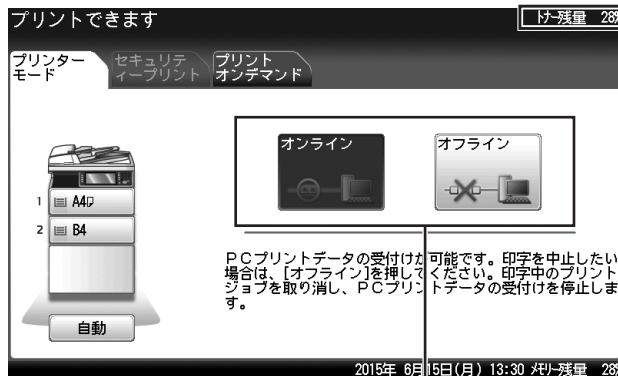 プリントできます
トナー残量 28%
プリンター
モード
セキュリテ
ィープリント
プリント
オンデマンド
オンライン
オフライン
1 A4
2 B4
自動
PCプリントデータの受付けが可能です。印字を中止したい
場合は、[オフライン]を押してください。印字中のプリント
ジョブを取り消し、PCプリントデータの受付けを停止しま
す。
2015年 6月15日(月) 13:30 メモリー残量 28%